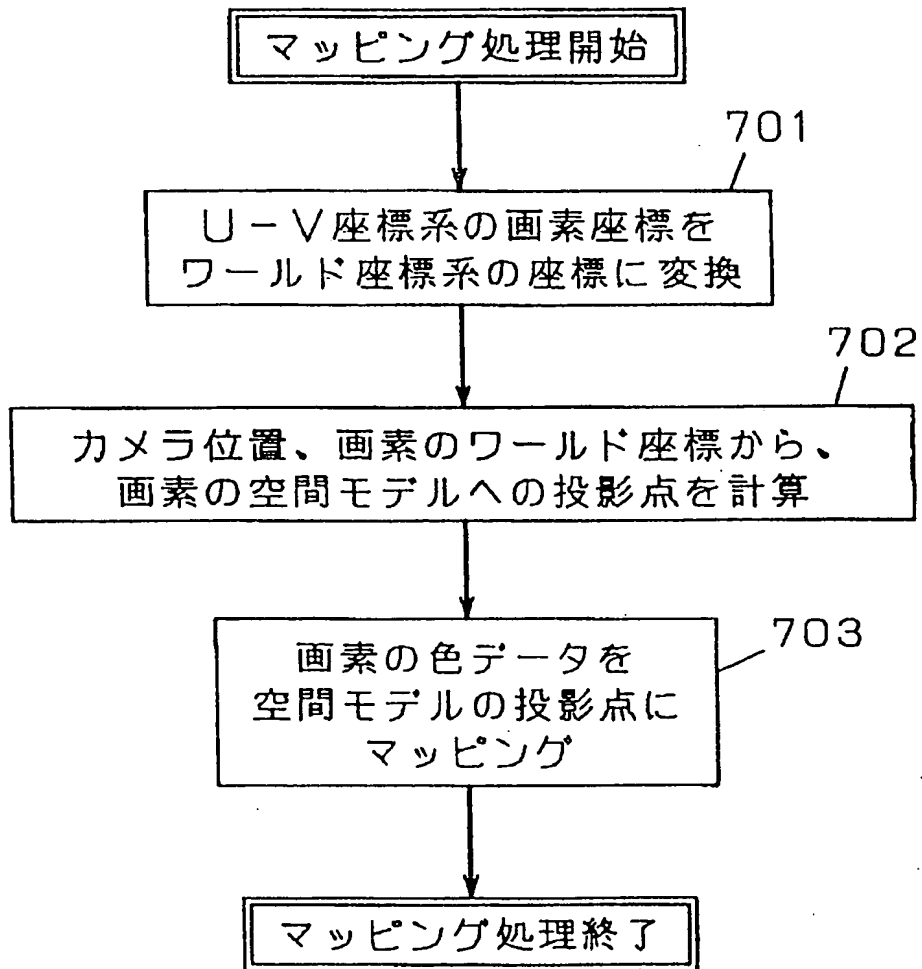 マッピング処理開始
701
U-V座標系の画素座標を
ワールド座標系の座標に変換
702
カメラ位置、画素のワールド座標から、
画素の空間モデルへの投影点を計算
703
画素の色データを
空間モデルの投影点に
マッピング
マッピング処理終了